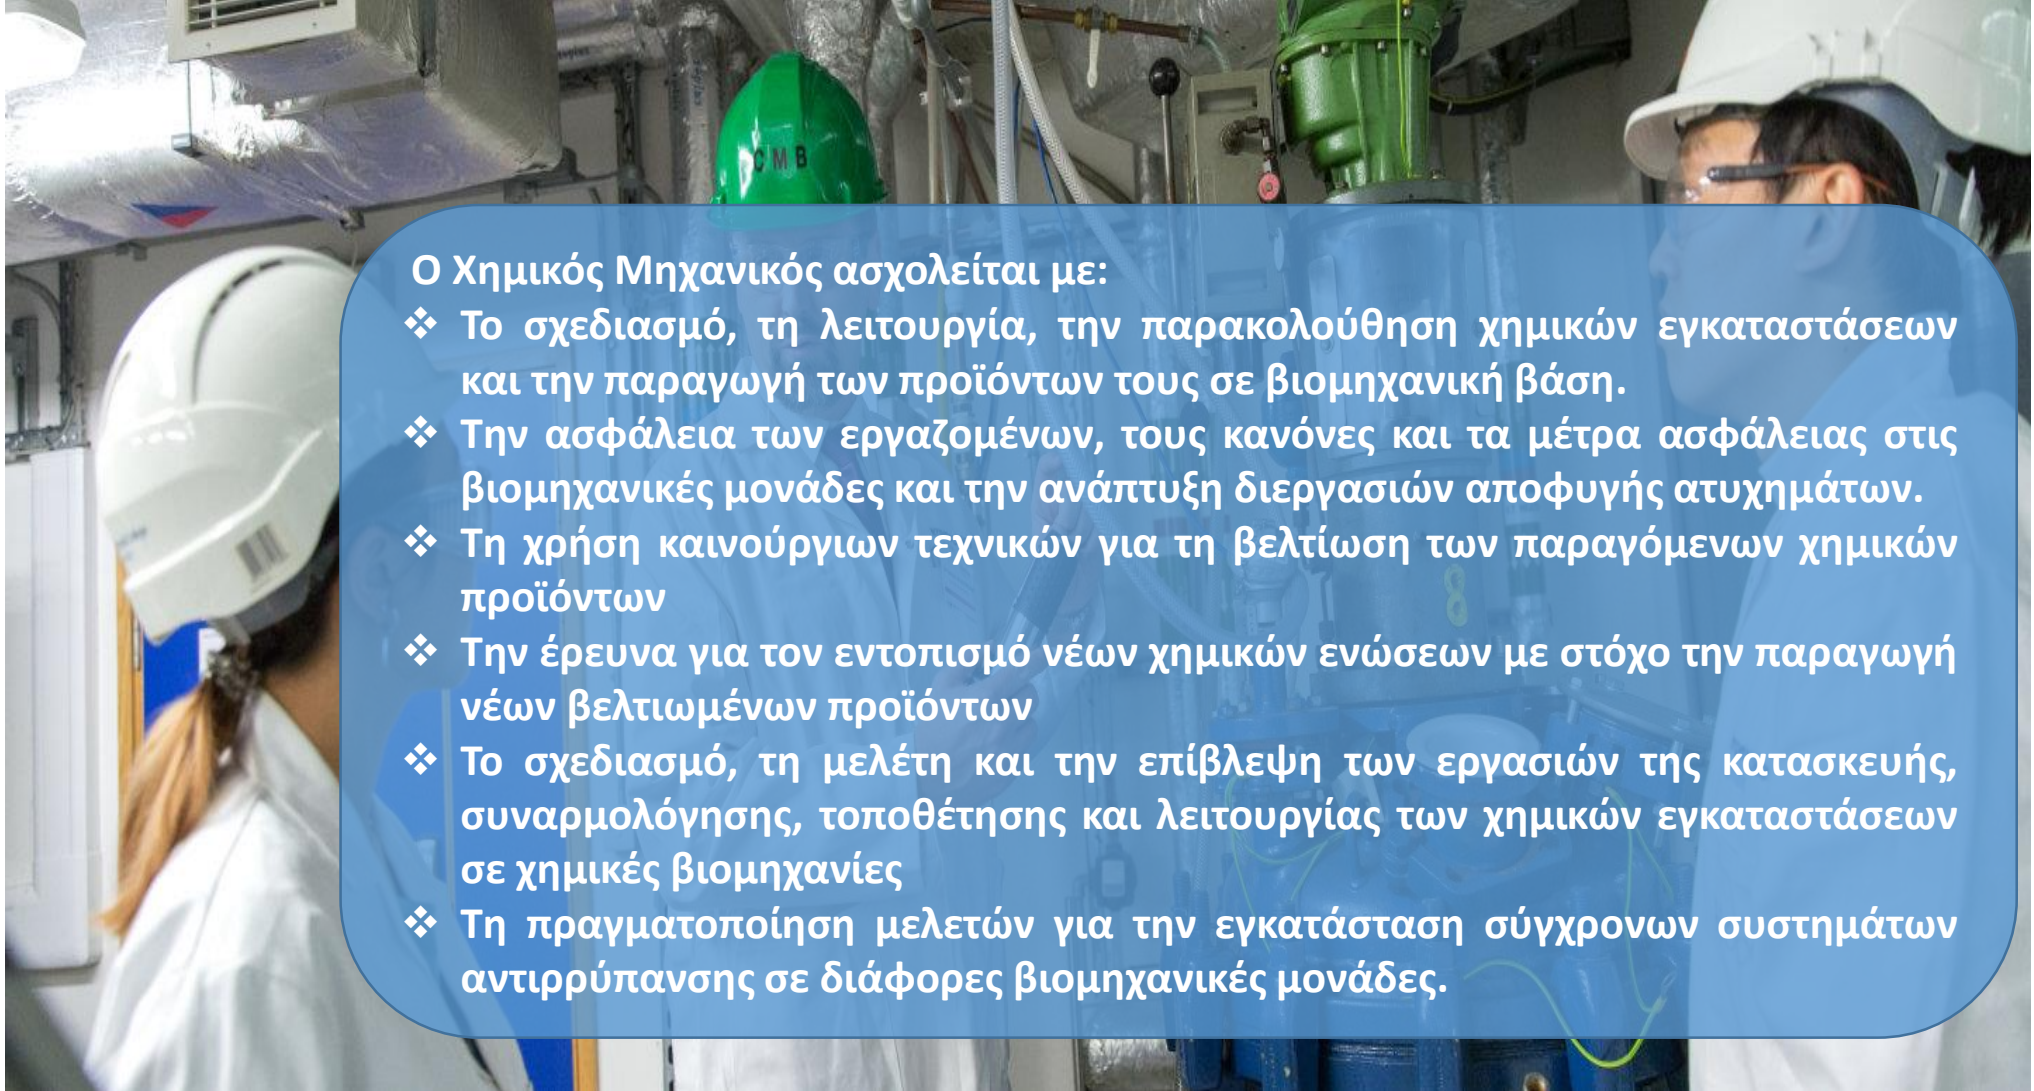 CMB
Ο Χημικός Μηχανικός ασχολείται με:
❖ Το σχεδιασμό, τη λειτουργία, την παρακολούθηση χημικών εγκαταστάσεων
και την παραγωγή των προϊόντων τους σε βιομηχανική βάση.
❖ Την ασφάλεια των εργαζομένων, τους κανόνες και τα μέτρα ασφάλειας στις
βιομηχανικές μονάδες και την ανάπτυξη διεργασιών αποφυγής ατυχημάτων.
❖ Τη χρήση καινούργιων τεχνικών για τη βελτίωση των παραγόμενων χημικών
προϊόντων
❖ Την έρευνα για τον εντοπισμό νέων χημικών ενώσεων με στόχο την παραγωγή
νέων βελτιωμένων προϊόντων
❖ Το σχεδιασμό, τη μελέτη και την επίβλεψη των εργασιών της κατασκευής,
συναρμολόγησης, τοποθέτησης και λειτουργίας των χημικών εγκαταστάσεων
σε χημικές βιομηχανίες
❖ Τη πραγματοποίηση μελετών για την εγκατάσταση σύγχρονων συστημάτων
αντιρρύπανσης σε διάφορες βιομηχανικές μονάδες.
8